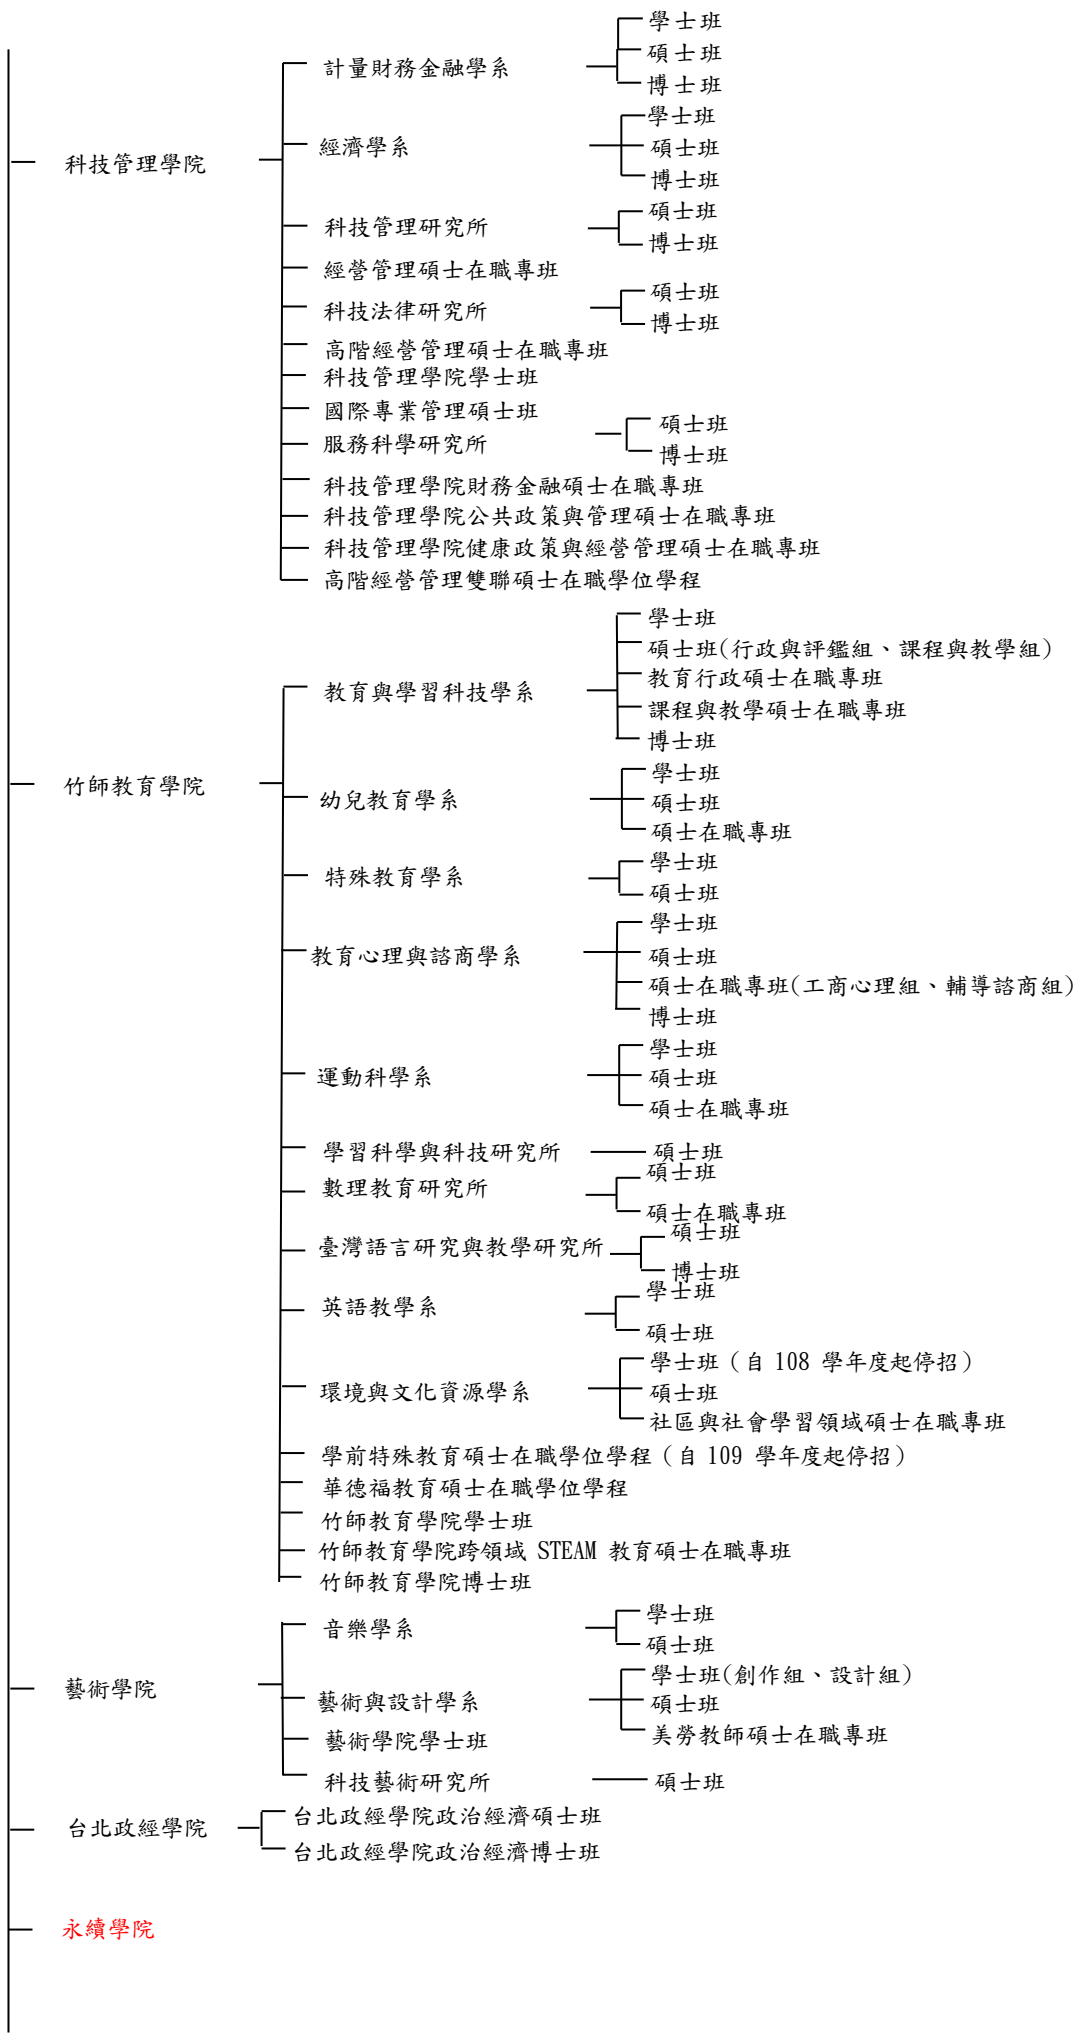 科技管理學院
計量財務金融學系
學士班
碩士班
博士班
經濟學系
學士班
碩士班
博士班
科技管理研究所
碩士班
博士班
經營管理碩士在職專班
科技法律研究所
碩士班
博士班
高階經營管理碩士在職專班
科技管理學院學士班
國際專業管理碩士班
服務科學研究所
碩士班
博士班
科技管理學院財務金融碩士在職專班
科技管理學院公共政策與管理碩士在職專班
科技管理學院健康政策與經營管理碩士在職專班
高階經營管理雙聯碩士在職學位學程
竹師教育學院
教育與學習科技學系
學士班
碩士班(行政與評鑑組、課程與教學組)
教育行政碩士在職專班
課程與教學碩士在職專班
博士班
幼兒教育學系
學士班
碩士班
碩士在職專班
特殊教育學系
學士班
碩士班
教育心理與諮商學系
學士班
碩士班
碩士在職專班(工商心理組、輔導諮商組)
博士班
運動科學系
學士班
碩士班
碩士在職專班
學習科學與科技研究所
碩士班
數理教育研究所
碩士班
碩士在職專班
臺灣語言研究與教學研究所
碩士班
博士班
英語教學系
學士班
碩士班
環境與文化資源學系
學士班（自 108 學年度起停招）
碩士班
社區與社會學習領域碩士在職專班
學前特殊教育碩士在職學位學程（自 109 學年度起停招）
華德福教育碩士在職學位學程
竹師教育學院學士班
竹師教育學院跨領域 STEAM 教育碩士在職專班
竹師教育學院博士班
藝術學院
音樂學系
學士班
碩士班
藝術與設計學系
學士班(創作組、設計組)
碩士班
美勞教師碩士在職專班
藝術學院學士班
科技藝術研究所
碩士班
台北政經學院
台北政經學院政治經濟碩士班
台北政經學院政治經濟博士班
永續學院